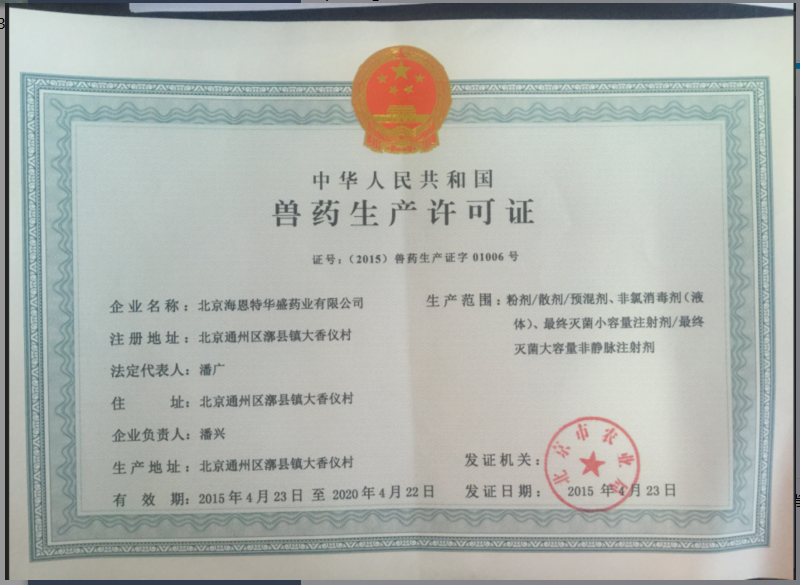 中华人民共和国
兽药生产许可证
证号：（2015）兽药生产证字 01006 号
企业名称：北京海恩特华盛药业有限公司
注册地址：北京通州区漷县镇大香仪村
法定代表人：潘广
住 址：北京通州区漷县镇大香仪村
企业负责人：潘兴
生产地址：北京通州区漷县镇大香仪村
有 效 期：2015 年 4 月 23 日 至 2020 年 4 月 22 日
生产范围：粉剂/散剂/预混剂、非氯消毒剂（液
体）、最终灭菌小容量注射剂/最终
灭菌大容量非静脉注射剂
发证机关：
北京市农业局
发证日期： 2015 年 4 月 23 日